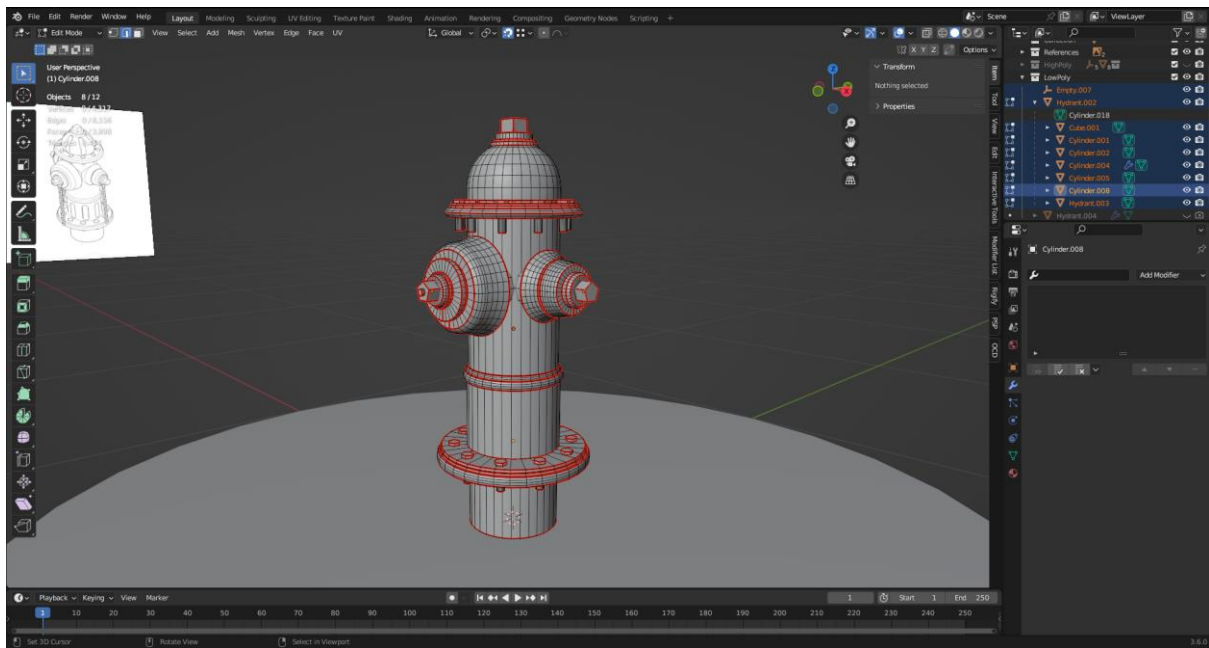 File Edit Render Window Help Layout Modeling Sculpting UV Editing Texture Paint Shading Animation Rendering Compositing Geometry Nodes Scripting + Scene ViewLayer
Edit Mode View Select Add Mesh Vertex Edge Face UV Global
X Y Z Options
User Perspective
(1) Cylinder.008
Objects 8/12
Transform
Nothing selected
Properties
Item
Tool
View
Edit
Interactive Tools
Modifier List
Rigify
PSP
OCD
References 2
HighPoly
LowPoly
Empty.007
Hydrant.002
Cylinder.018
Cube.001
Cylinder.001
Cylinder.002
Cylinder.004
Cylinder.005
Cylinder.008
Hydrant.003
Hydrant.004
Cylinder.008
Add Modifier
Playback Keying View Marker 1 Start 1 End 250
1 10 20 30 40 50 60 70 80 90 100 110 120 130 140 150 160 170 180 190 200 210 220 230 240 250
Set 3D Cursor Rotate View Select in Viewport 3.6.0